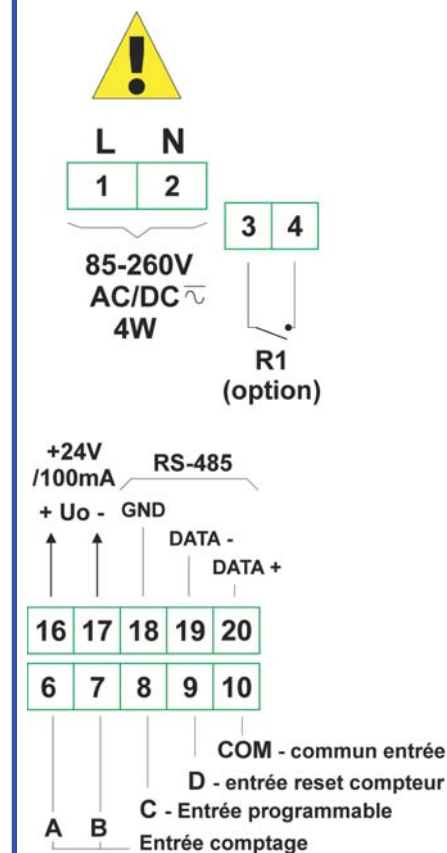 L N
1 2
3 4
85-260V
AC/DC
4W
R1
(option)
+24V
/100mA
RS-485
+ Uo -
GND
DATA -
DATA +
16 17 18 19 20
6 7 8 9 10
COM - commun entrée
D - entrée reset compteur
C - Entrée programmable
A B
Entrée comptage